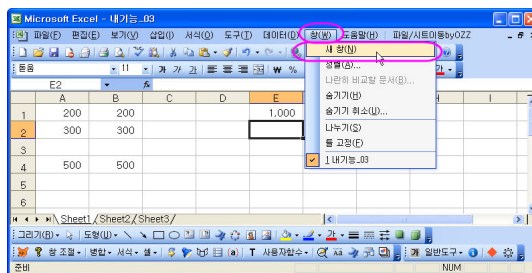 Microsoft Excel - 내기능_03
파일(F) 편집(E) 보기(V) 삽입(I) 서식(O) 도구(T) 데이터(D) 창(W) 도움말(H) 파일/시트이동byOZZ
새 창(N)
돋움 11 가 가 가 %
정렬(A)...
나란히 비교할 문서(B)...
숨기기(H)
숨기기 취소(U)...
나누기(S)
틀 고정(F)
1 내기능_03
E2 fx
A B C D E H I
1 200 200 1,000
2 300 300
3
4 500 500
5
6
Sheet1 Sheet2 Sheet3
그리기(R) 도형(U)
창 조절 병합 서식 셀 사용자함수 개 일반도구
준비 NUM